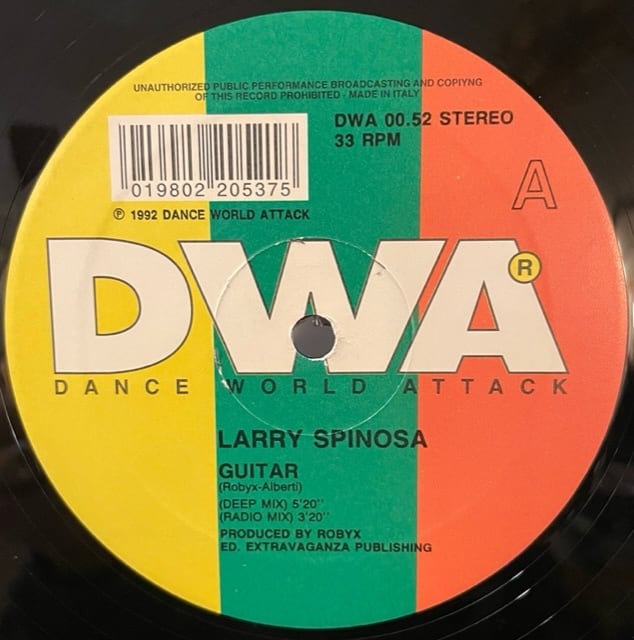 UNAUTHORIZED PUBLIC PERFORMANCE BROADCASTING AND COPIYNG
OF THIS RECORD PROHIBITED - MADE IN ITALY
DWA 00.52 STEREO
33 RPM
019802 205375
A
℗ 1992 DANCE WORLD ATTACK
DWA®
DANCE WORLD ATTACK
LARRY SPINOSA
GUITAR
(Robyx-Alberti)
(DEEP MIX) 5'20''
(RADIO MIX) 3'20''
PRODUCED BY ROBYX
ED. EXTRAVAGANZA PUBLISHING